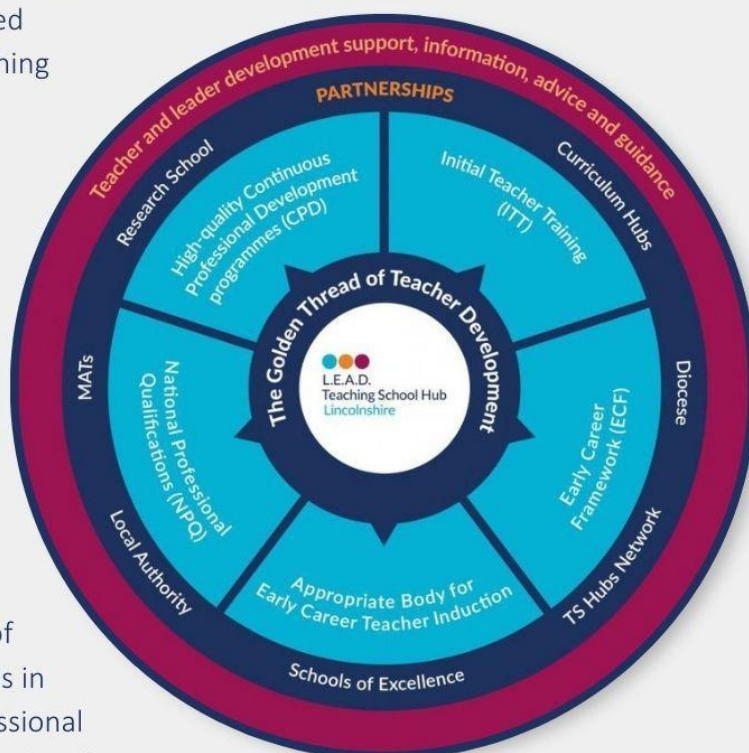 ed
ning
Teacher and leader development support, information, advice and guidance
PARTNERSHIPS
Research School
Curriculum Hubs
High-quality Continuous
Professional Development
programmes (CPD)
Initial Teacher Training
(ITT)
The Golden Thread of Teacher Development
L.E.A.D.
Teaching School Hub
Lincolnshire
MATs
Diocese
National Professional
Qualifications (NPQ)
Early Career
Framework (ECF)
Local Authority
TS Hubs Network
Appropriate Body for
Early Career Teacher Induction
Schools of Excellence
of
s in
essional